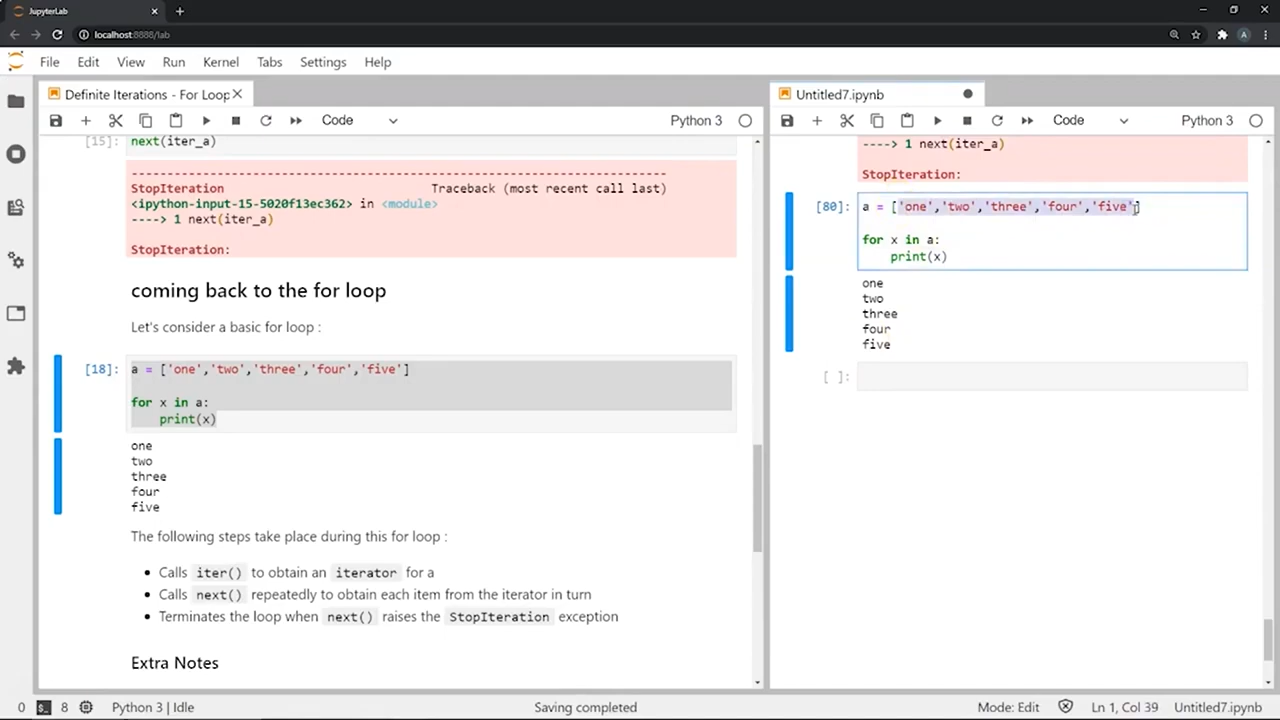 JupyterLab
localhost:8888/lab
A
File Edit View Run Kernel Tabs Settings Help
Definite Iterations - For Loop
Code
Python 3
[15]: next(iter_a)
---------------------------------------------------------------------------
StopIteration Traceback (most recent call last)
<ipython-input-15-5020f13ec362> in <module>
----> 1 next(iter_a)
StopIteration:
coming back to the for loop
Let's consider a basic for loop :
[18]: a = ['one','two','three','four','five']
for x in a:
    print(x)
one
two
three
four
five
The following steps take place during this for loop :
• Calls iter() to obtain an iterator for a
• Calls next() repeatedly to obtain each item from the iterator in turn
• Terminates the loop when next() raises the StopIteration exception
Extra Notes
Untitled7.ipynb
Code
Python 3
----> 1 next(iter_a)
StopIteration:
[80]: a = ['one','two','three','four','five']
for x in a:
    print(x)
one
two
three
four
five
[ ]:
0 8 Python 3 | Idle Saving completed Mode: Edit Ln 1, Col 39 Untitled7.ipynb